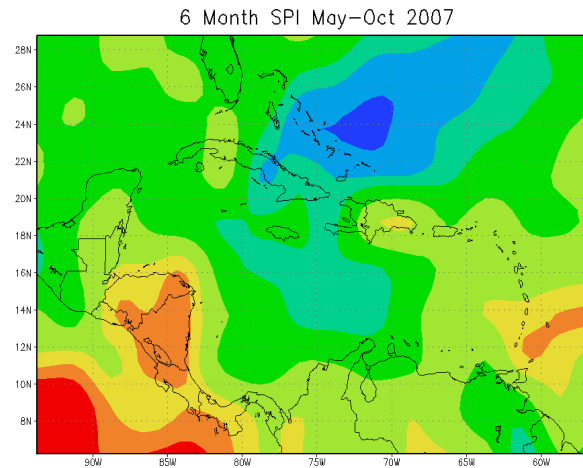 6 Month SPI May-Oct 2007
28N
26N
24N
22N
20N
18N
16N
14N
12N
10N
8N
90W 85W 80W 75W 70W 65W 60W